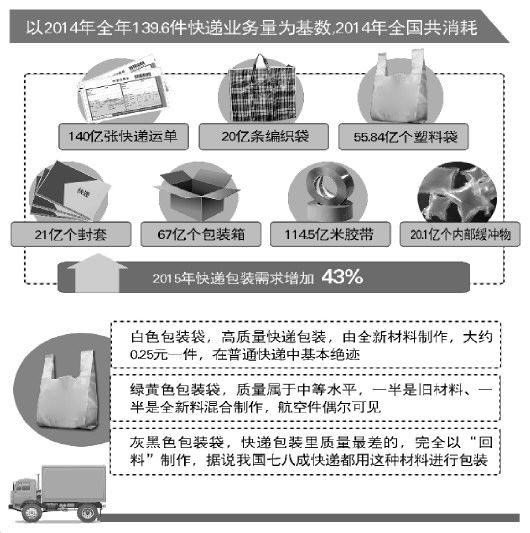 以2014年全年139.6件快递业务量为基数,2014年全国共消耗
140亿张快递运单
20亿条编织袋
55.84亿个塑料袋
快递
21亿个封套
67亿个包装箱
114.5亿米胶带
20.1亿个内部缓冲物
2015年快递包装需求增加 43%
白色包装袋，高质量快递包装，由全新材料制作，大约
0.25元一件，在普通快递中基本绝迹
绿黄色包装袋，质量属于中等水平，一半是旧材料、一
半是全新料混合制作，航空件偶尔可见
灰黑色包装袋，快递包装里质量最差的，完全以“回
料”制作，据说我国七八成快递都用这种材料进行包装